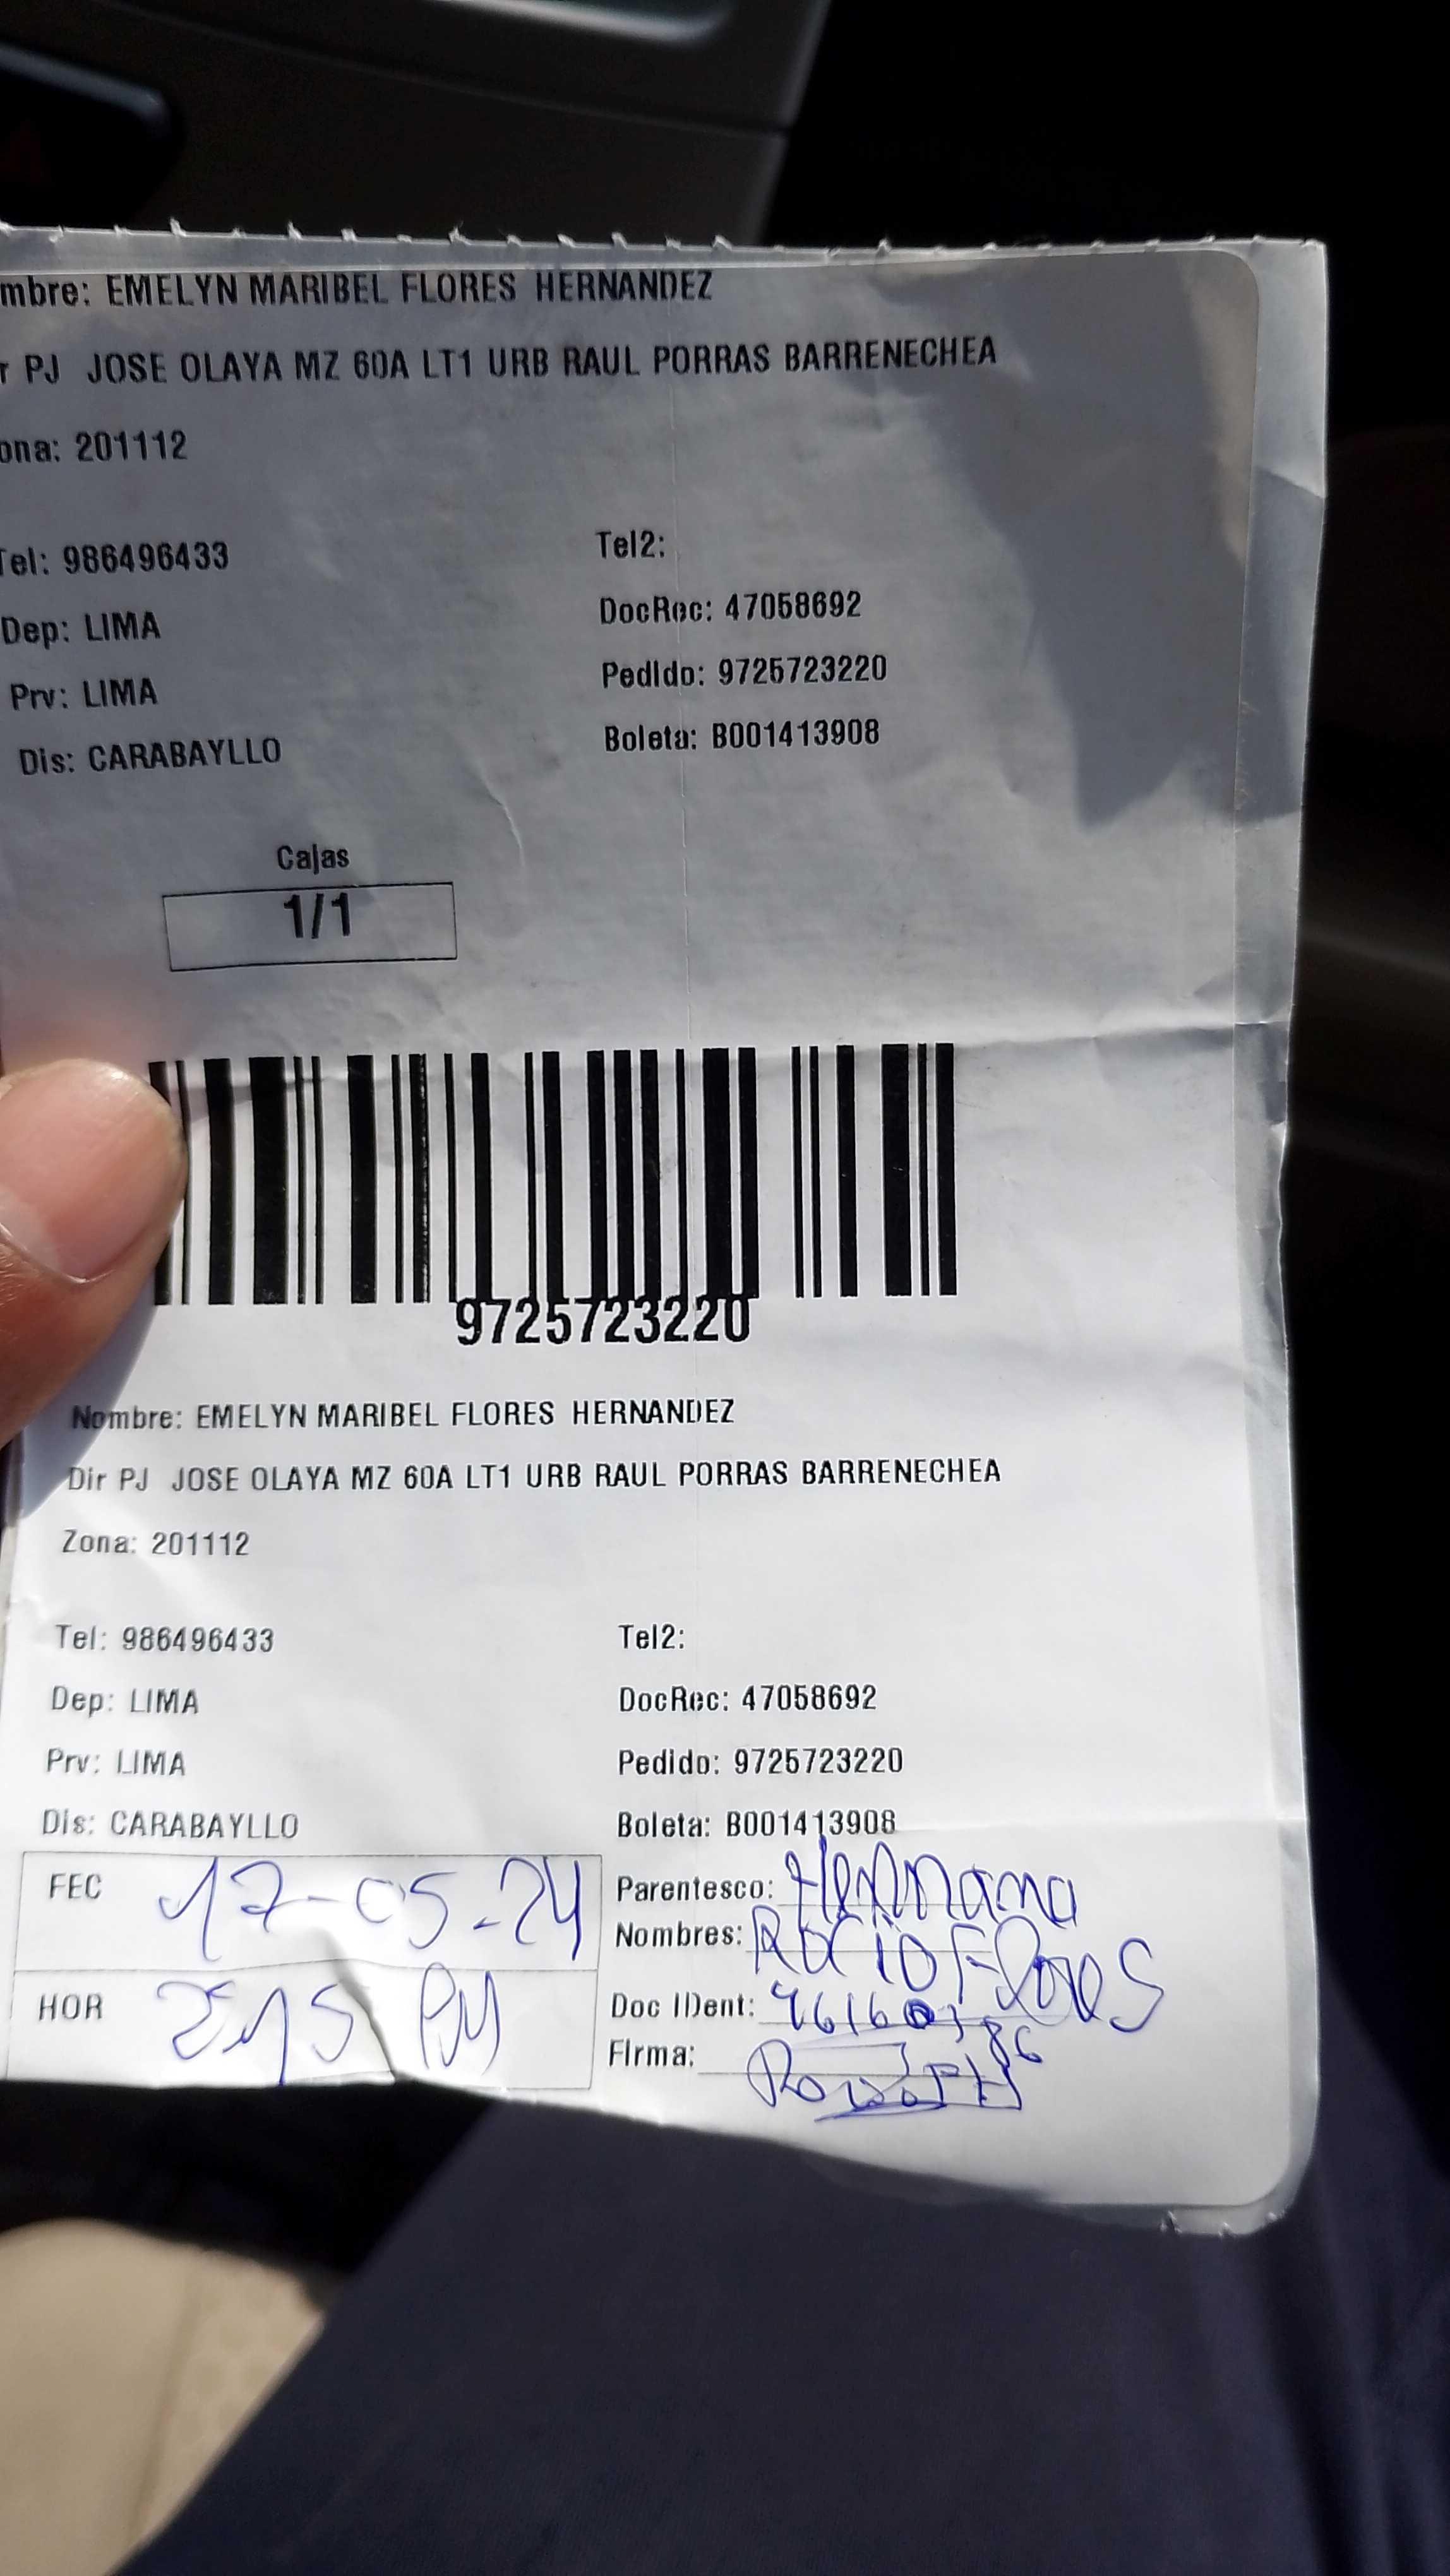 mbre: EMELYN MARIBEL FLORES HERNANDEZ
r PJ JOSE OLAYA MZ 60A LT1 URB RAUL PORRAS BARRENECHEA
ona: 201112
Tel: 986496433 Tel2:
Dep: LIMA DocRec: 47058692
Prv: LIMA Pedido: 9725723220
Dis: CARABAYLLO Boleta: B001413908
Cajas
1/1
9725723220
Nombre: EMELYN MARIBEL FLORES HERNANDEZ
Dir PJ JOSE OLAYA MZ 60A LT1 URB RAUL PORRAS BARRENECHEA
Zona: 201112
Tel: 986496433 Tel2:
Dep: LIMA DocRec: 47058692
Prv: LIMA Pedido: 9725723220
Dis: CARABAYLLO Boleta: B001413908
FEC 17-05-24 Parentesco: Hermana
Nombres: ROCIO Flores
HOR PM Doc IDent:
Firma: